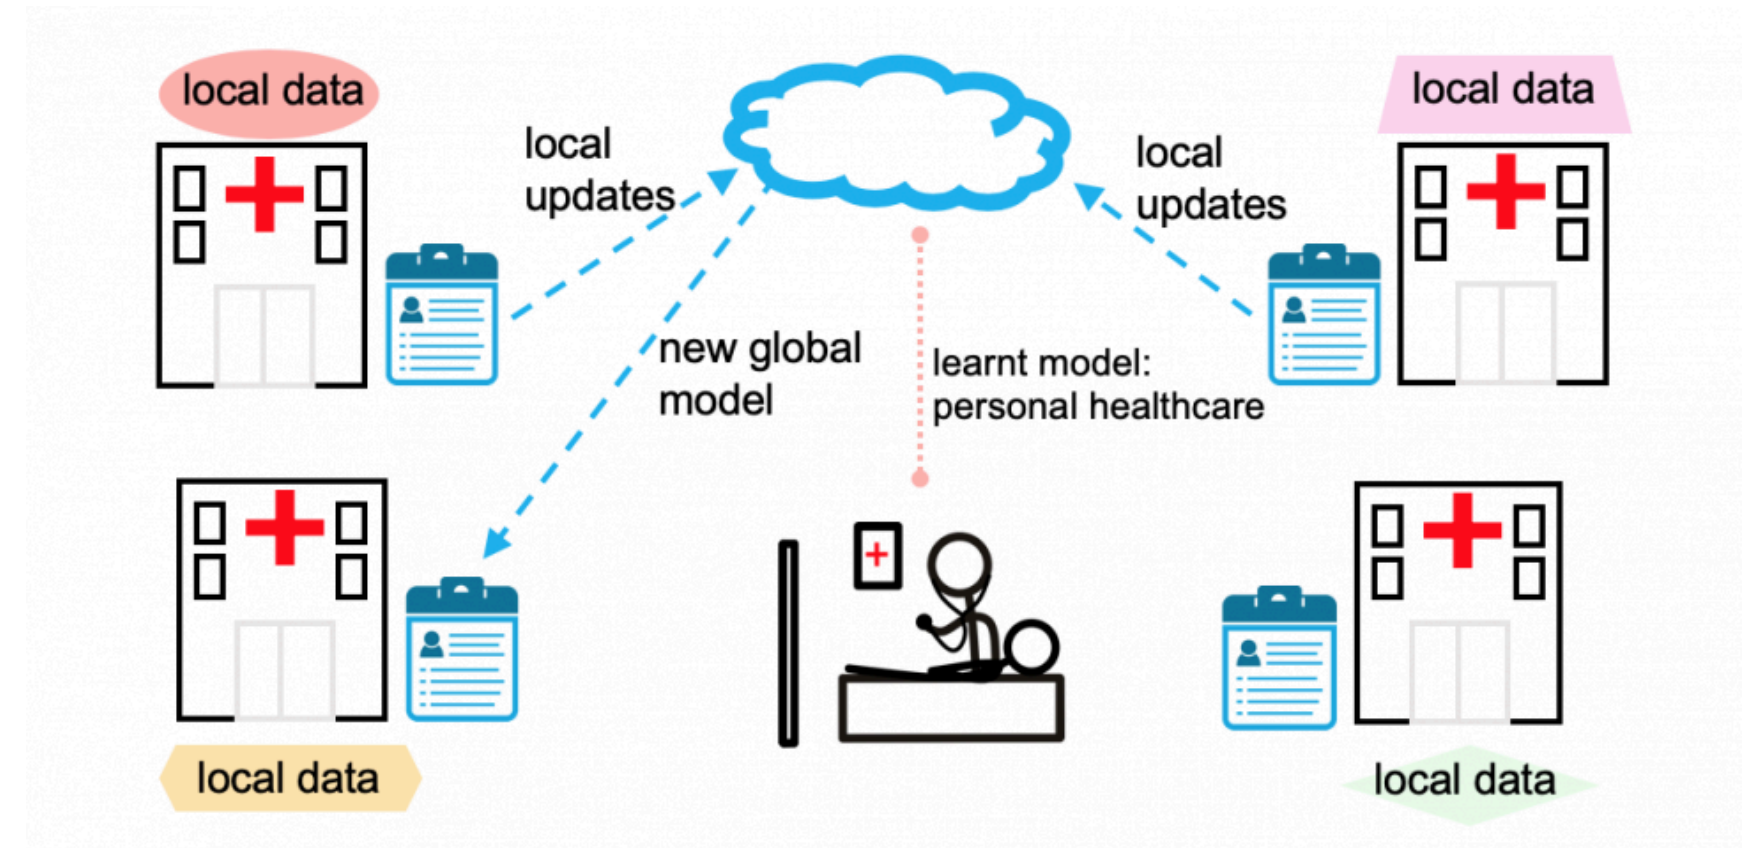 local data
local data
local
updates
local
updates
new global
model
learnt model:
personal healthcare
local data
local data